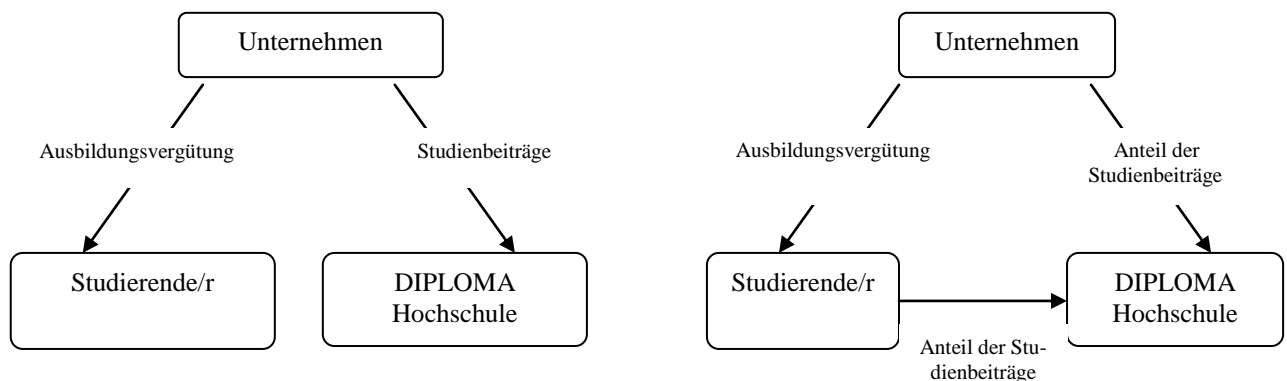 Unternehmen
Ausbildungsvergütung
Studienbeiträge
Studierende/r
DIPLOMA
Hochschule
Unternehmen
Ausbildungsvergütung
Anteil der
Studienbeiträge
Studierende/r
DIPLOMA
Hochschule
Anteil der Stu-
dienbeiträge